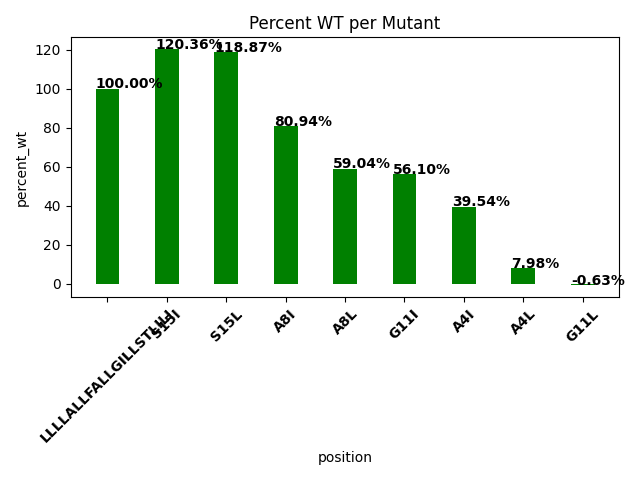 Percent WT per Mutant
percent_wt
120
100
80
60
40
20
0
100.00%
120.36%
118.87%
80.94%
59.04%
56.10%
39.54%
7.98%
-0.63%
S15I
S15L
A8I
A8L
G11I
A4I
A4L
G11L
position